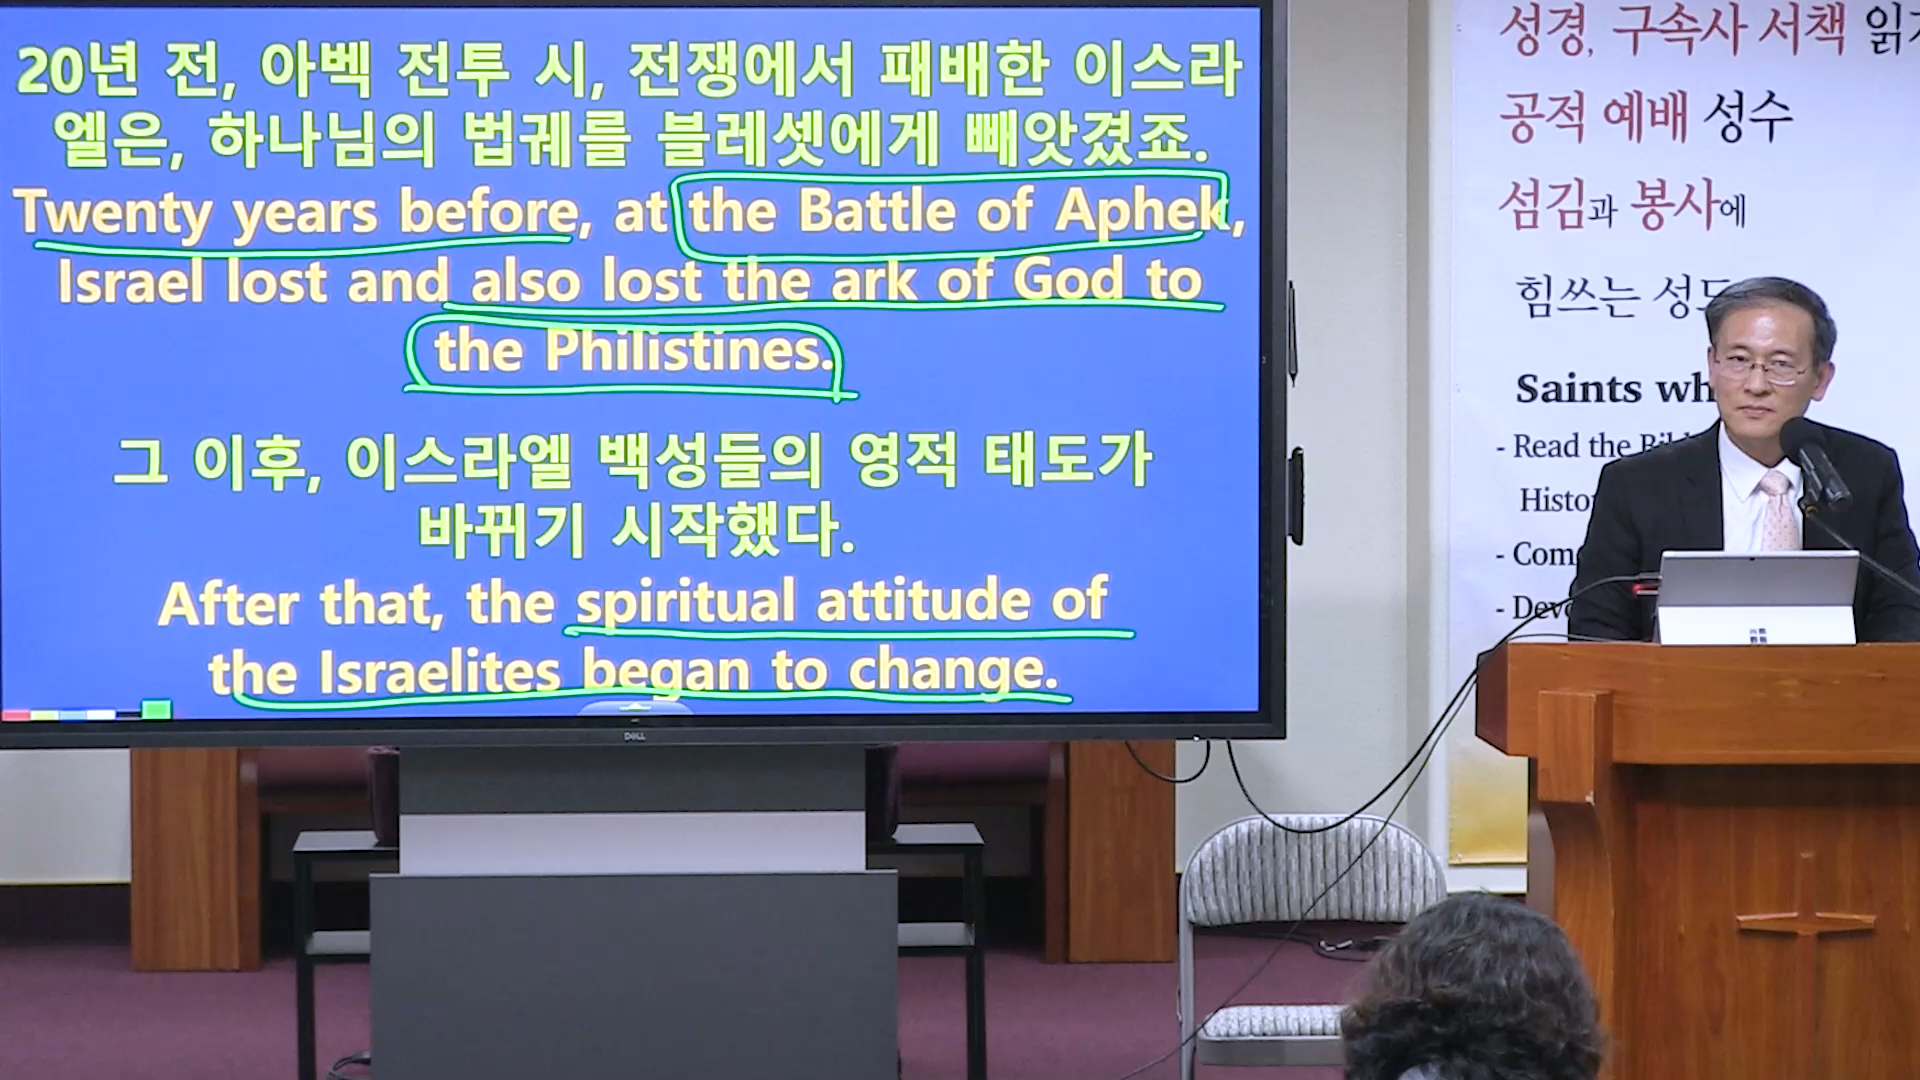 20년 전, 아벡 전투 시, 전쟁에서 패배한 이스라
엘은, 하나님의 법궤를 블레셋에게 빼앗겼죠.
Twenty years before, at the Battle of Aphek,
Israel lost and also lost the ark of God to
the Philistines.
그 이후, 이스라엘 백성들의 영적 태도가
바뀌기 시작했다.
After that, the spiritual attitude of
the Israelites began to change.
DELL
성경, 구속사 서책
공적 예배 성수
섬김과 봉사에
힘쓰는
Saints
- Read the
-
-